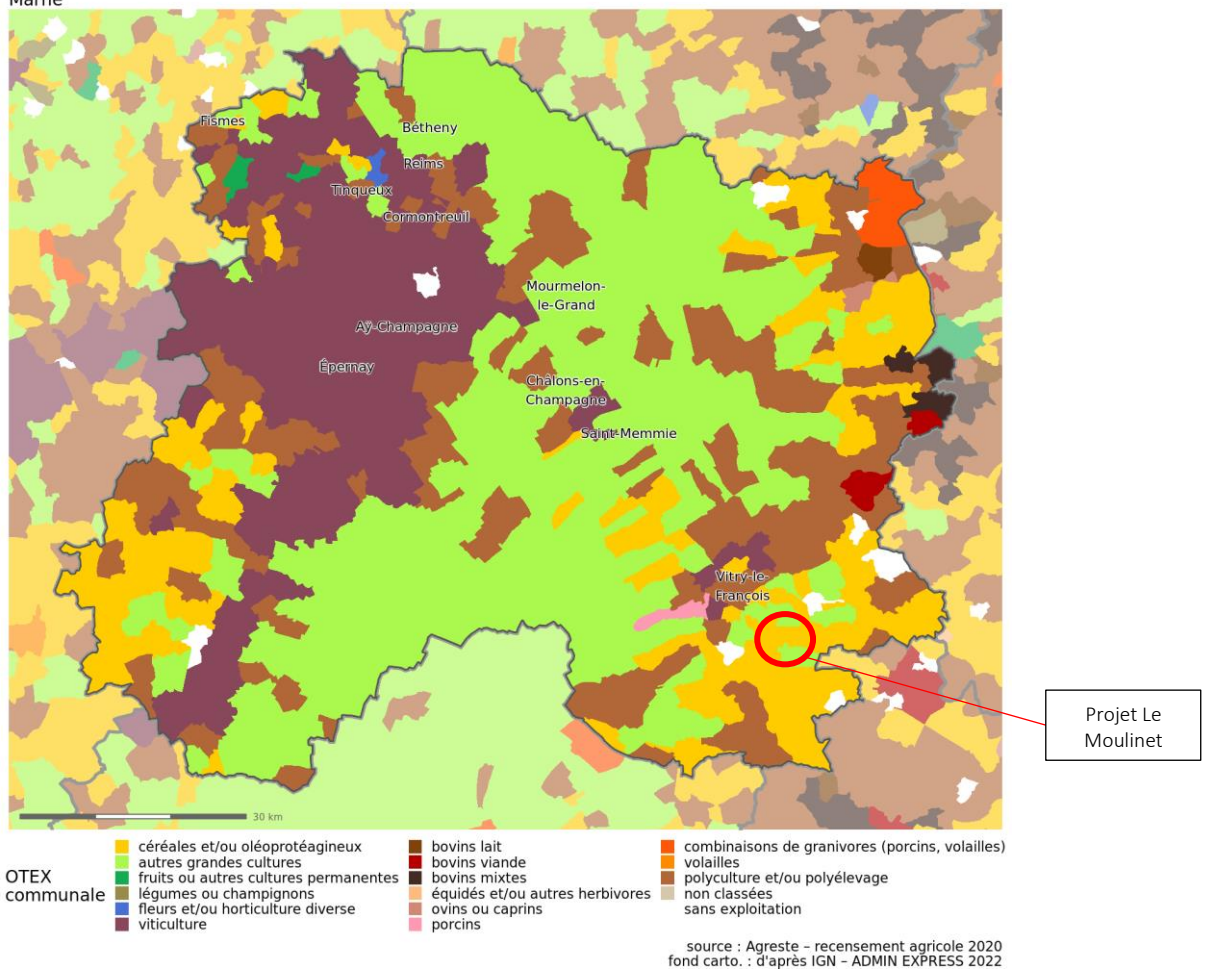 Marne
Fismes
Bétheny
Reims
Tinqueux
Cormontreuil
Mourmelon-
le-Grand
Aÿ-Champagne
Épernay
Châlons-en-
Champagne
Saint-Memmie
Vitry-le-
François
Projet Le
Moulinet
30 km
OTEX
communale
céréales et/ou oléoprotéagineux
autres grandes cultures
fruits ou autres cultures permanentes
légumes ou champignons
fleurs et/ou horticulture diverse
viticulture
bovins lait
bovins viande
bovins mixtes
équidés et/ou autres herbivores
ovins ou caprins
porcins
combinaisons de granivores (porcins, volailles)
volailles
polyculture et/ou polyélevage
non classées
sans exploitation
source : Agreste – recensement agricole 2020
fond carto. : d'après IGN – ADMIN EXPRESS 2022